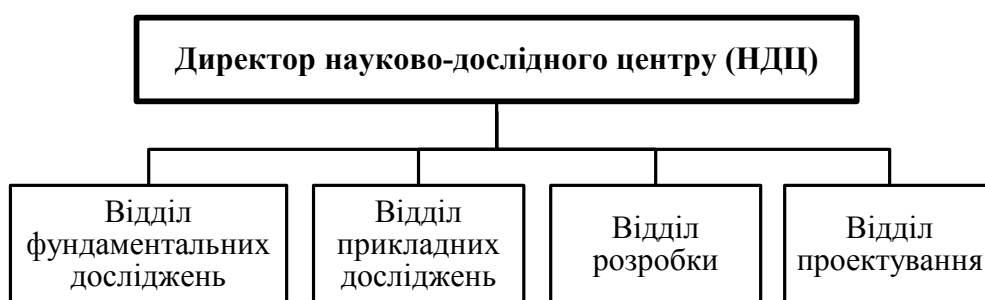 Директор науково-дослідного центру (НДЦ)
Відділ
фундаментальних
досліджень
Відділ
прикладних
досліджень
Відділ
розробки
Відділ
проектування